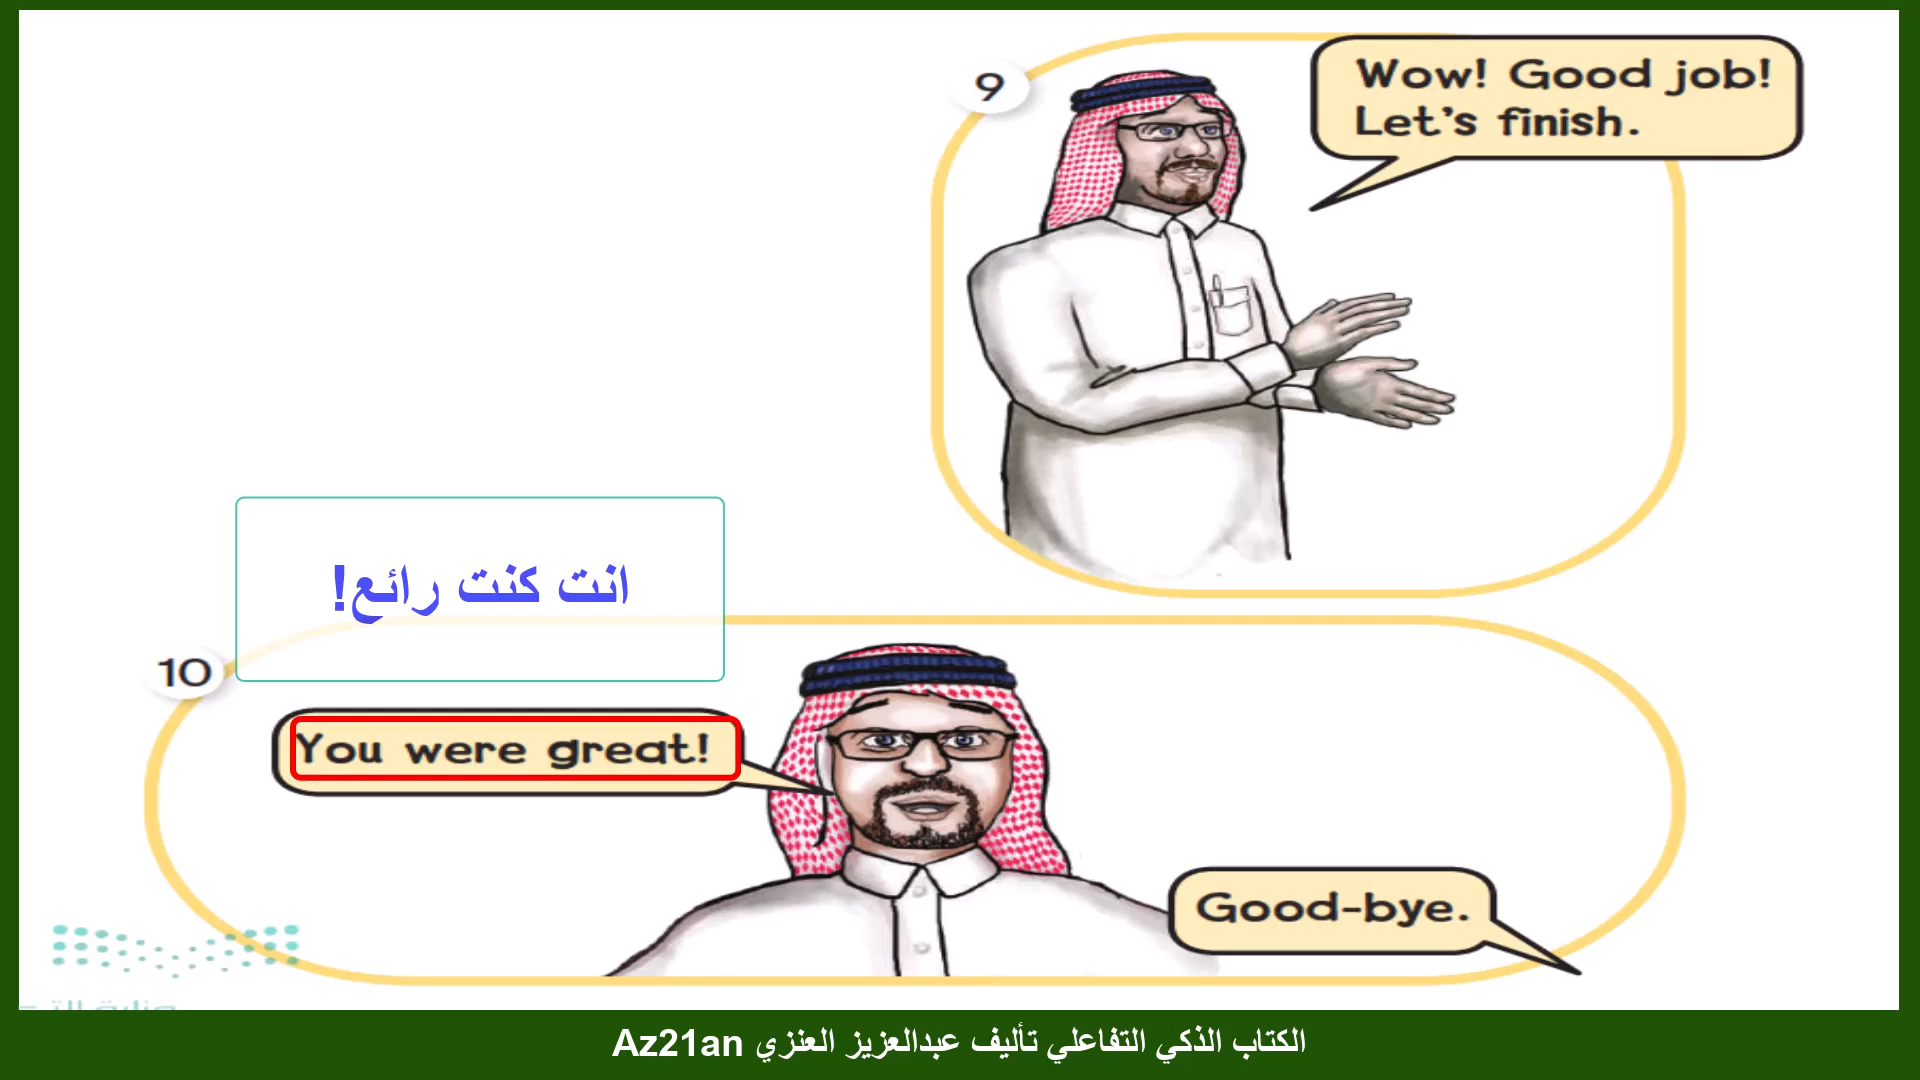 9
Wow! Good job!
Let's finish.
انت كنت رائع!
10
You were great!
Good-bye.
الكتاب الذكي التفاعلي تأليف عبدالعزيز العنزي Az21an